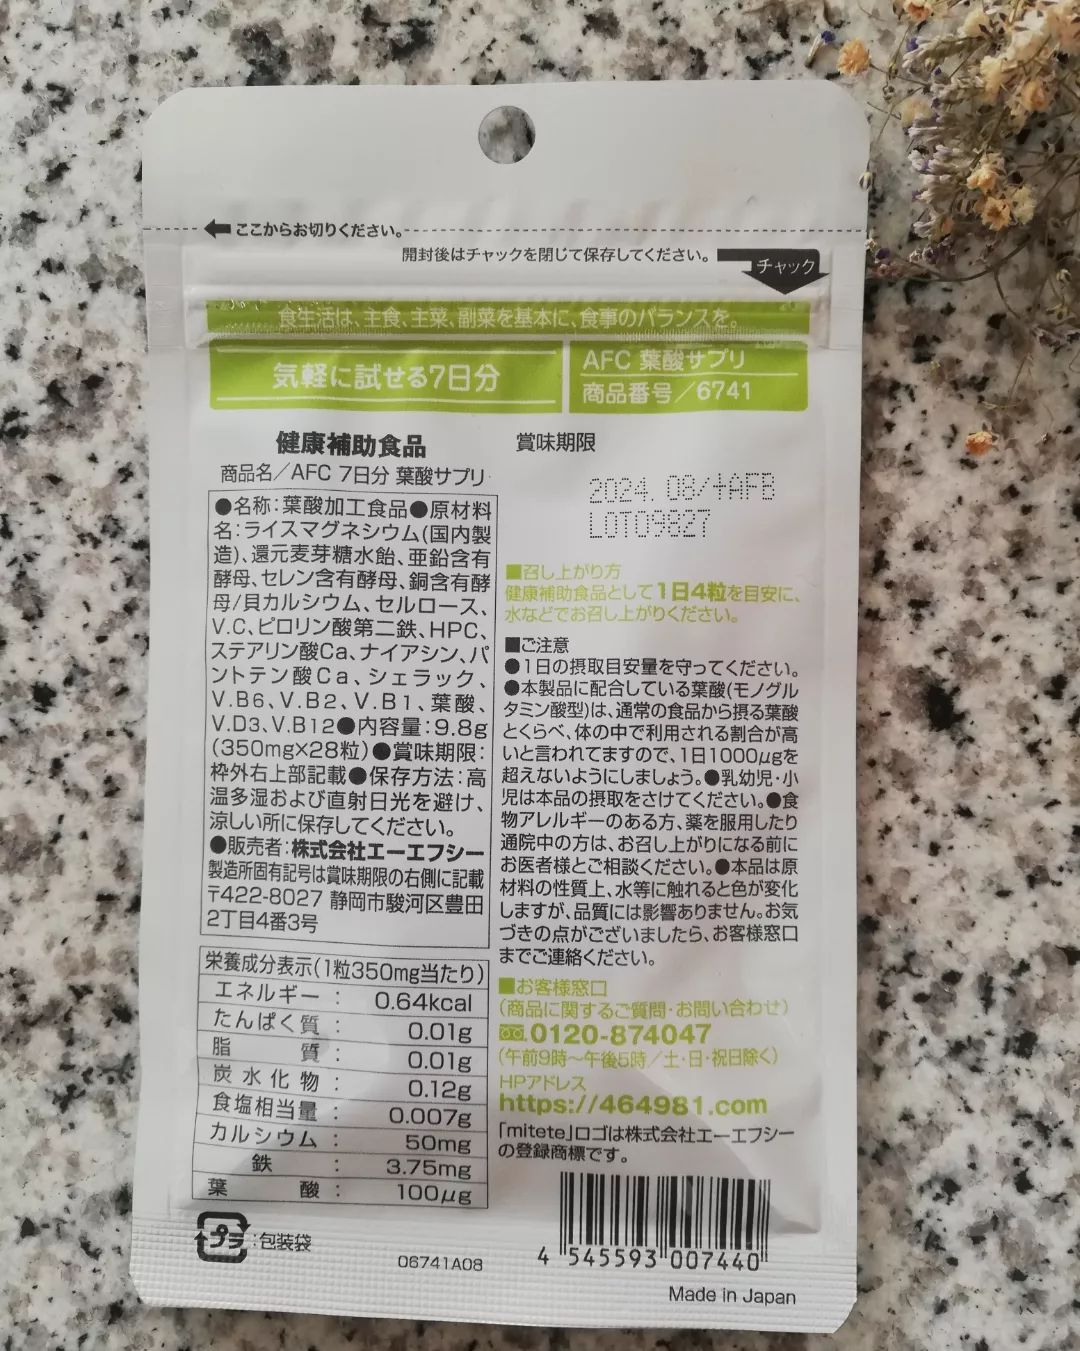 ここからお切りください。
開封後はチャックを閉じて保存してください。
チャック
食生活は、主食、主菜、副菜を基本に、食事のバランスを。
気軽に試せる7日分
AFC 葉酸サプリ
商品番号/6741
健康補助食品
商品名/AFC 7日分 葉酸サプリ
●名称:葉酸加工食品●原材料
名:ライスマグネシウム(国内製
造)、還元麦芽糖水飴、亜鉛含有
酵母、セレン含有酵母、銅含有酵
母/貝カルシウム、セルロース、
V.C、ピロリン酸第二鉄、HPC、
ステアリン酸Ca、ナイアシン、パ
ントテン酸Ca、シェラック、
V.B6、V.B2、V.B1、葉酸、
V.D3、V.B12●内容量:9.8g
(350mg×28粒)●賞味期限:
枠外右上部記載●保存方法:高
温多湿および直射日光を避け、
涼しい所に保存してください。
●販売者:株式会社エーエフシー
製造所固有記号は賞味期限の右側に記載
〒422-8027 静岡市駿河区豊田
2丁目4番3号
栄養成分表示(1粒350mg当たり)
エネルギー : 0.64kcal
たんぱく質 : 0.01g
脂質 : 0.01g
炭水化物 : 0.12g
食塩相当量 : 0.007g
カルシウム : 50mg
鉄 : 3.75mg
葉酸 : 100μg
プラ
:包装袋
06741A08
賞味期限
2024. 08/+AFB
LOT09827
■召し上がり方
健康補助食品として1日4粒を目安に、
水などでお召し上がりください。
■ご注意
●1日の摂取目安量を守ってください。
●本製品に配合している葉酸(モノグル
タミン酸型)は、通常の食品から摂る葉酸
とくらべ、体の中で利用される割合が高
いと言われてますので、1日1000μgを
超えないようにしましょう。●乳幼児・小
児は本品の摂取をさけてください。●食
物アレルギーのある方、薬を服用したり
通院中の方は、お召し上がりになる前に
お医者様とご相談ください。●本品は原
材料の性質上、水等に触れると色が変化
しますが、品質には影響ありません。お気
づきの点がございましたら、お客様窓口
までご連絡ください。
■お客様窓口
(商品に関するご質問・お問い合わせ)
0120-874047
(午前9時〜午後5時/土・日・祝日除く)
HPアドレス
https://464981.com
「mitete」ロゴは株式会社エーエフシー
の登録商標です。
4 545593 007440
Made in Japan